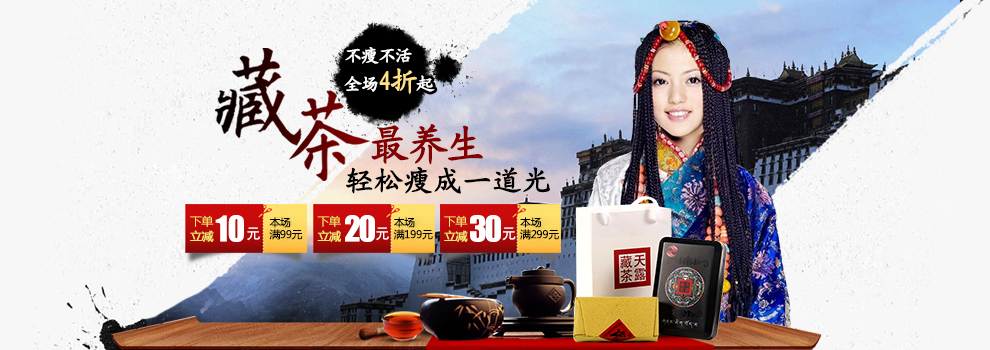 不瘦不活
全场4折起
藏茶
最养生
轻松瘦成一道光
下单
立减10元
本场
满99元
下单
立减20元
本场
满199元
下单
立减30元
本场
满299元
天露
藏茶